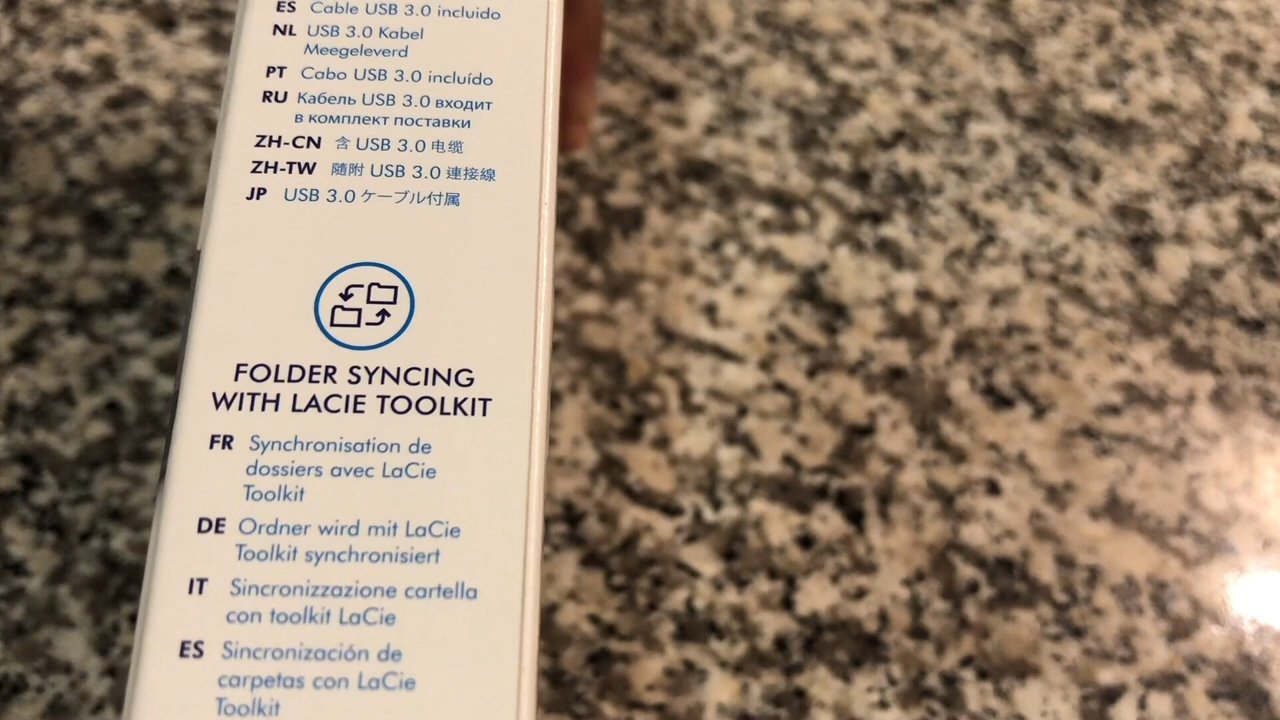 ES Cable USB 3.0 incluido
NL USB 3.0 Kabel
Meegeleverd
PT Cabo USB 3.0 incluído
RU Кабель USB 3.0 входит
в комплект поставки
ZH-CN 含 USB 3.0 电缆
ZH-TW 隨附 USB 3.0 連接線
JP USB 3.0 ケーブル付属
FOLDER SYNCING
WITH LACIE TOOLKIT
FR Synchronisation de
dossiers avec LaCie
Toolkit
DE Ordner wird mit LaCie
Toolkit synchronisiert
IT Sincronizzazione cartella
con toolkit LaCie
ES Sincronización de
carpetas con LaCie
Toolkit